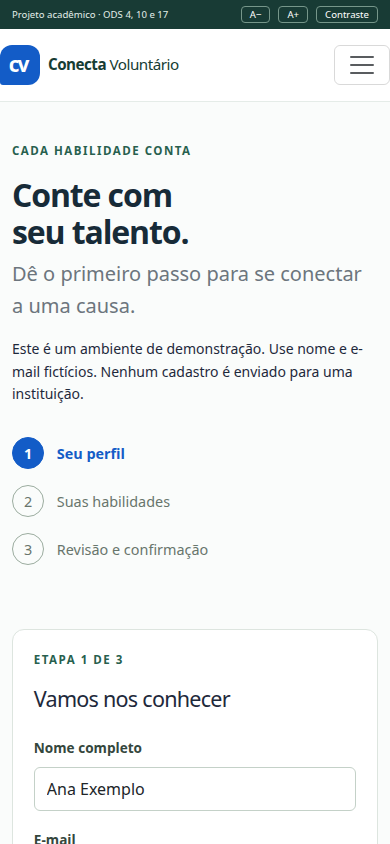 Projeto acadêmico · ODS 4, 10 e 17
A−
A+
Contraste
cv
Conecta Voluntário
CADA HABILIDADE CONTA
Conte com
seu talento.
Dê o primeiro passo para se conectar
a uma causa.
Este é um ambiente de demonstração. Use nome e e-
mail fictícios. Nenhum cadastro é enviado para uma
instituição.
1 Seu perfil
2 Suas habilidades
3 Revisão e confirmação
ETAPA 1 DE 3
Vamos nos conhecer
Nome completo
Ana Exemplo
E-mail